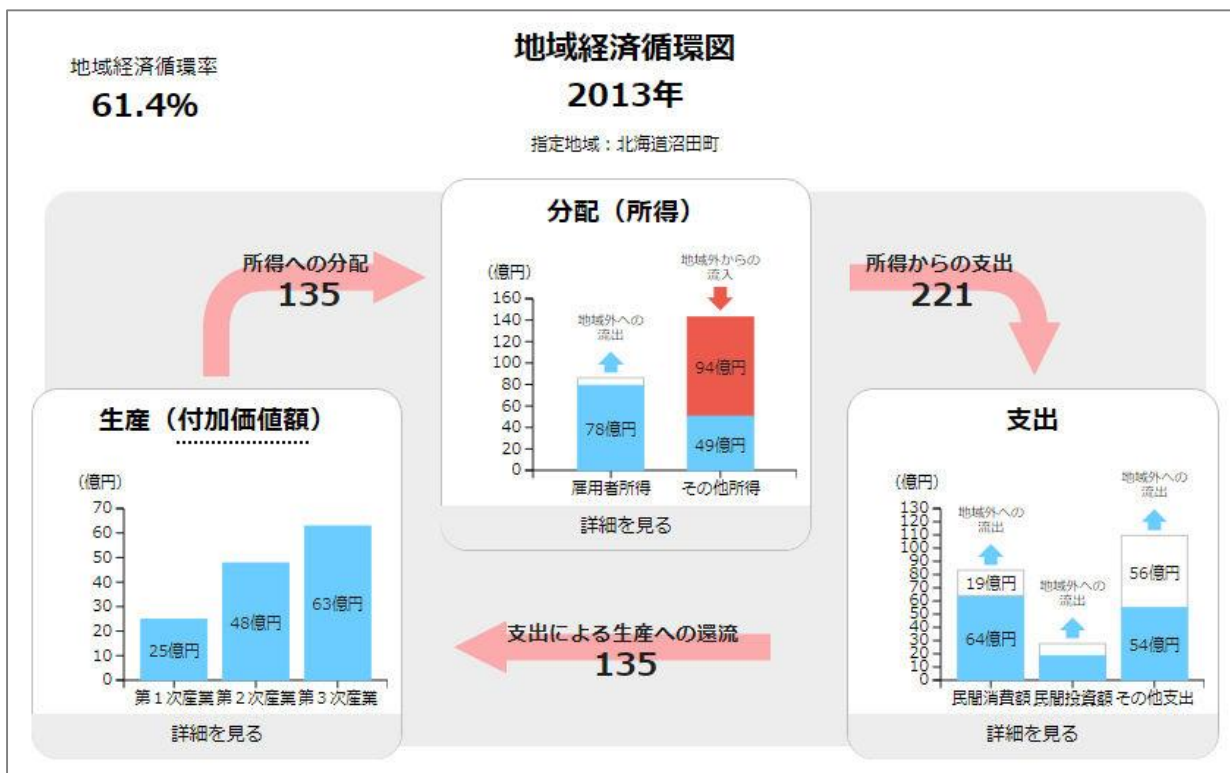 地域経済循環図
2013年
指定地域：北海道沼田町
地域経済循環率
61.4%
所得への分配
135
分配（所得）
（億円）
160
140
120
100
80
60
40
20
0
地域外への
流出
地域外からの
流入
94億円
78億円
49億円
雇用者所得
その他所得
詳細を見る
所得からの支出
221
生産（付加価値額）
（億円）
70
60
50
40
30
20
10
0
25億円
48億円
63億円
第１次産業
第２次産業
第３次産業
詳細を見る
支出による生産への還流
135
支出
（億円）
130
120
110
100
90
80
70
60
50
40
30
20
10
0
地域外への
流出
地域外への
流出
地域外への
流出
19億円
64億円
56億円
54億円
民間消費額
民間投資額
その他支出
詳細を見る